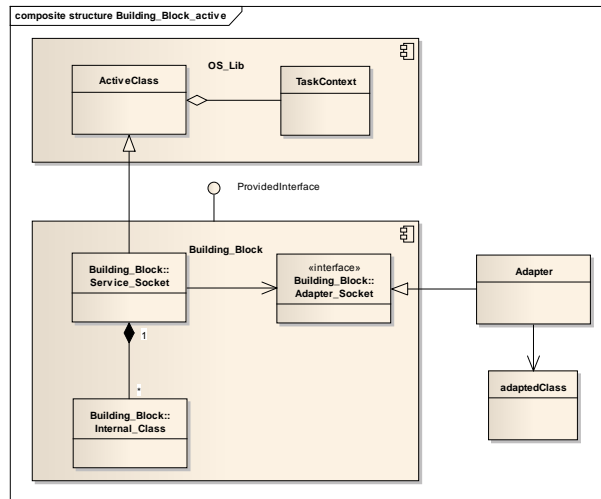 composite structure Building_Block_active
OS_Lib
ActiveClass
TaskContext
ProvidedInterface
Building_Block
Building_Block::
Service_Socket
«interface»
Building_Block::
Adapter_Socket
Adapter
1
*
adaptedClass
Building_Block::
Internal_Class